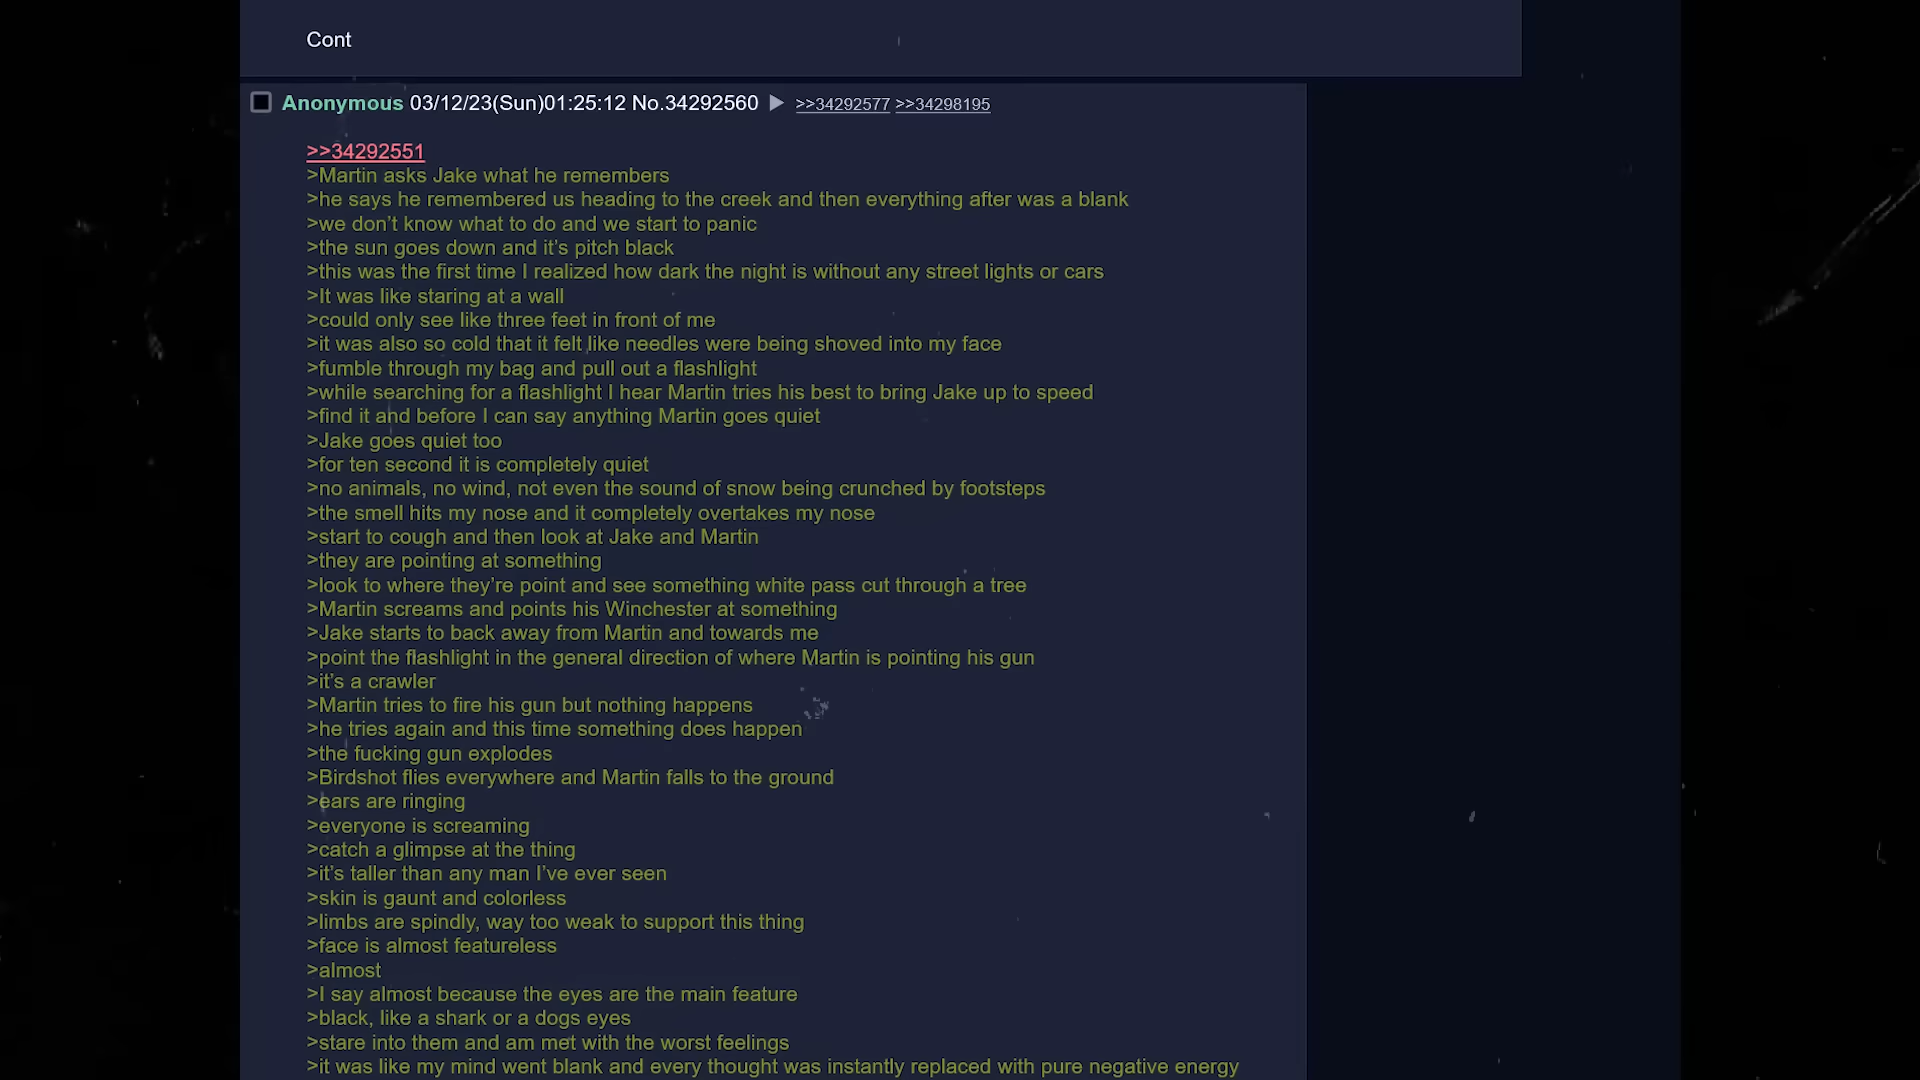 Cont
Anonymous 03/12/23(Sun)01:25:12 No.34292560 ▶ >>34292577 >>34298195
>>34292551
>Martin asks Jake what he remembers
>he says he remembered us heading to the creek and then everything after was a blank
>we don’t know what to do and we start to panic
>the sun goes down and it’s pitch black
>this was the first time I realized how dark the night is without any street lights or cars
>It was like staring at a wall
>could only see like three feet in front of me
>it was also so cold that it felt like needles were being shoved into my face
>fumble through my bag and pull out a flashlight
>while searching for a flashlight I hear Martin tries his best to bring Jake up to speed
>find it and before I can say anything Martin goes quiet
>Jake goes quiet too
>for ten second it is completely quiet
>no animals, no wind, not even the sound of snow being crunched by footsteps
>the smell hits my nose and it completely overtakes my nose
>start to cough and then look at Jake and Martin
>they are pointing at something
>look to where they’re point and see something white pass cut through a tree
>Martin screams and points his Winchester at something
>Jake starts to back away from Martin and towards me
>point the flashlight in the general direction of where Martin is pointing his gun
>it’s a crawler
>Martin tries to fire his gun but nothing happens
>he tries again and this time something does happen
>the fucking gun explodes
>Birdshot flies everywhere and Martin falls to the ground
>ears are ringing
>everyone is screaming
>catch a glimpse at the thing
>it’s taller than any man I’ve ever seen
>skin is gaunt and colorless
>limbs are spindly, way too weak to support this thing
>face is almost featureless
>almost
>I say almost because the eyes are the main feature
>black, like a shark or a dogs eyes
>stare into them and am met with the worst feelings
>it was like my mind went blank and every thought was instantly replaced with pure negative energy